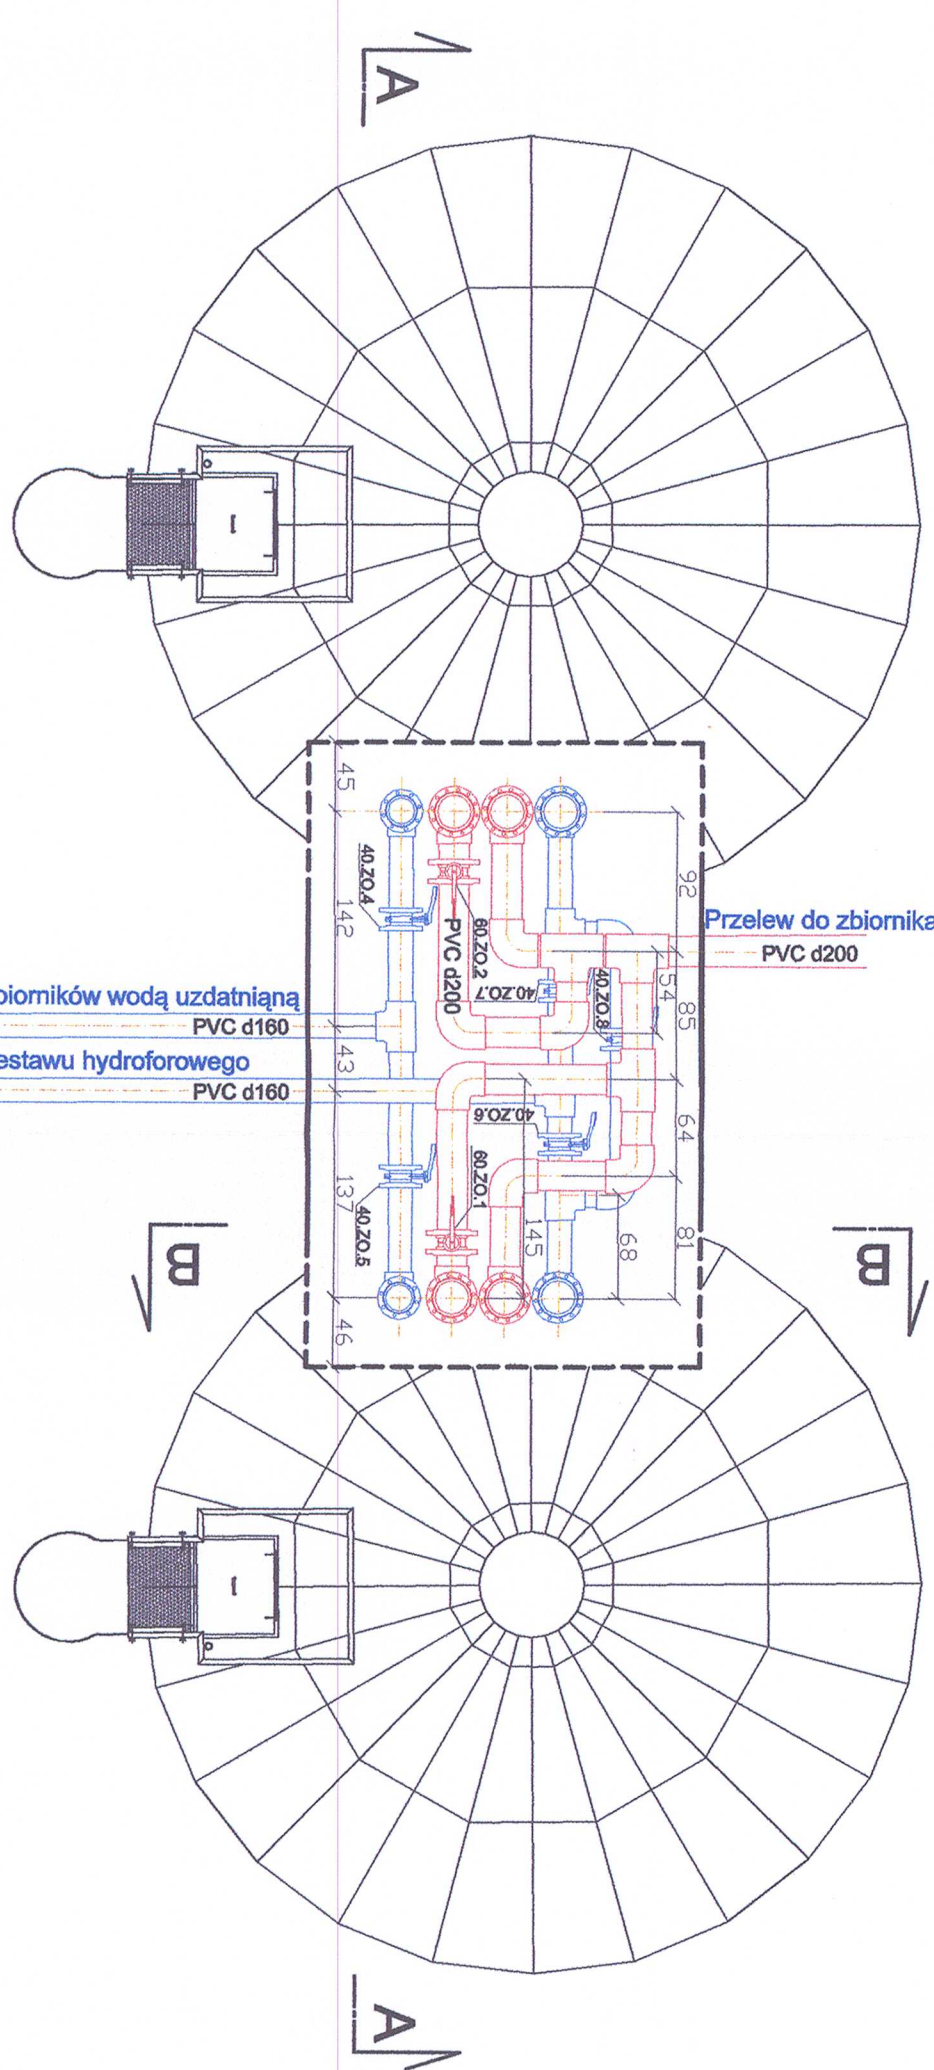 A
1
45
92
40.ZO.4
142
60.ZO.2
PVC d200
40.ZO.7
40.ZO.8
54
85
Przelew do zbiornika
PVC d200
biorników wodą uzdatnianą
PVC d160
43
estawu hydroforowego
PVC d160
64
40.ZO.6
60.ZO.1
137
40.ZO.5
145
68
81
B
B
46
1
A